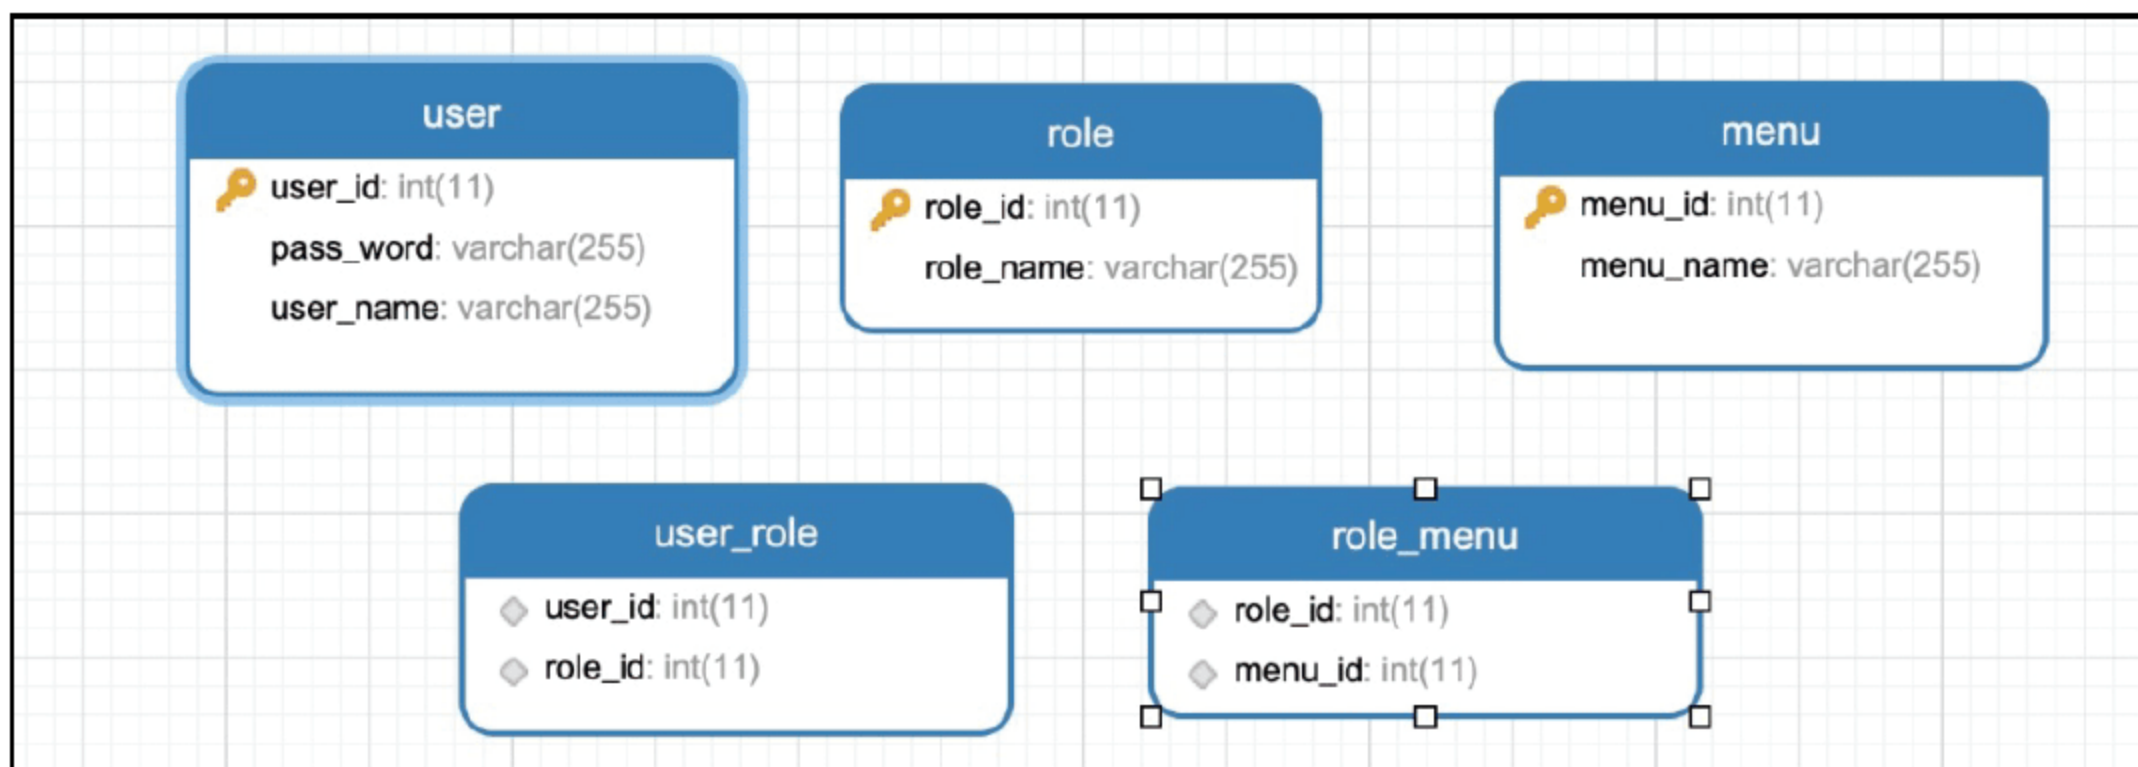 user
user_id: int(11)
pass_word: varchar(255)
user_name: varchar(255)
role
role_id: int(11)
role_name: varchar(255)
menu
menu_id: int(11)
menu_name: varchar(255)
user_role
user_id: int(11)
role_id: int(11)
role_menu
role_id: int(11)
menu_id: int(11)